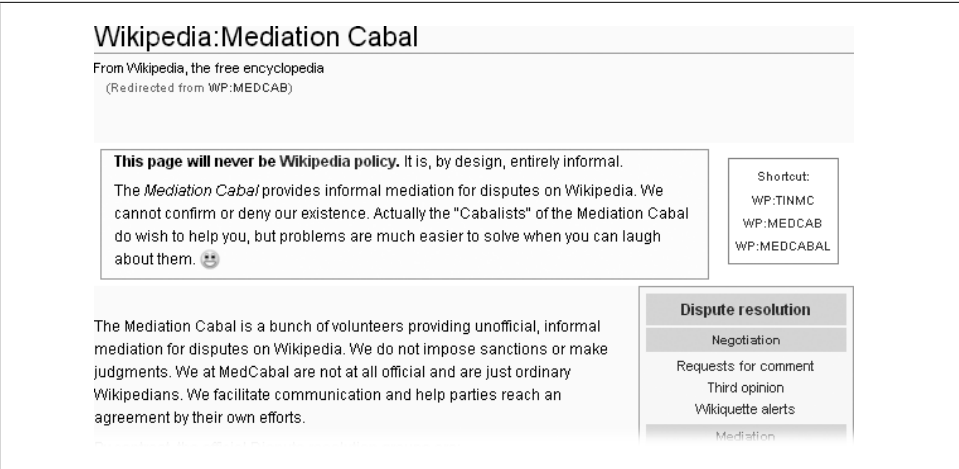 Wikipedia:Mediation Cabal
From Wikipedia, the free encyclopedia
(Redirected from WP:MEDCAB)
This page will never be Wikipedia policy. It is, by design, entirely informal.
The Mediation Cabal provides informal mediation for disputes on Wikipedia. We
cannot confirm or deny our existence. Actually the "Cabalists" of the Mediation Cabal
do wish to help you, but problems are much easier to solve when you can laugh
about them.
Shortcut:
WP:TINMC
WP:MEDCAB
WP:MEDCABAL
The Mediation Cabal is a bunch of volunteers providing unofficial, informal
mediation for disputes on Wikipedia. We do not impose sanctions or make
judgments. We at MedCabal are not at all official and are just ordinary
Wikipedians. We facilitate communication and help parties reach an
agreement by their own efforts.
Dispute resolution
Negotiation
Requests for comment
Third opinion
Wikiquette alerts
Mediation